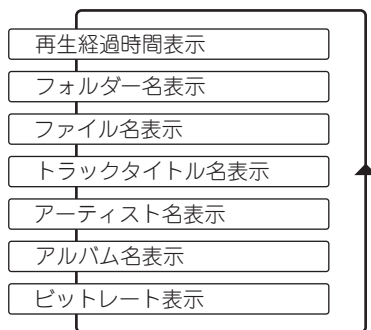 再生経過時間表示
フォルダー名表示
ファイル名表示
トラックタイトル名表示
アーティスト名表示
アルバム名表示
ビットレート表示